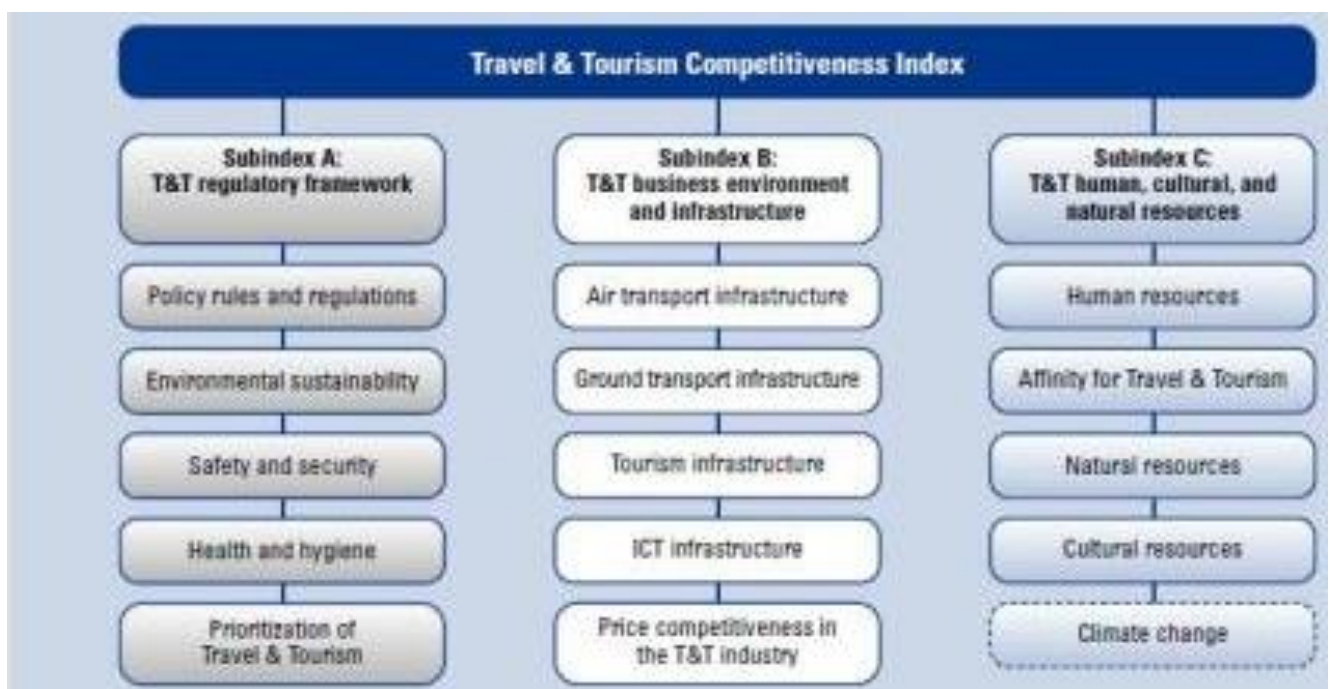 Travel & Tourism Competitiveness Index
Subindex A:
T&T regulatory framework
Policy rules and regulations
Environmental sustainability
Safety and security
Health and hygiene
Prioritization of
Travel & Tourism
Subindex B:
T&T business environment
and infrastructure
Air transport infrastructure
Ground transport infrastructure
Tourism infrastructure
ICT infrastructure
Price competitiveness in
the T&T industry
Subindex C:
T&T human, cultural, and
natural resources
Human resources
Affinity for Travel & Tourism
Natural resources
Cultural resources
Climate change